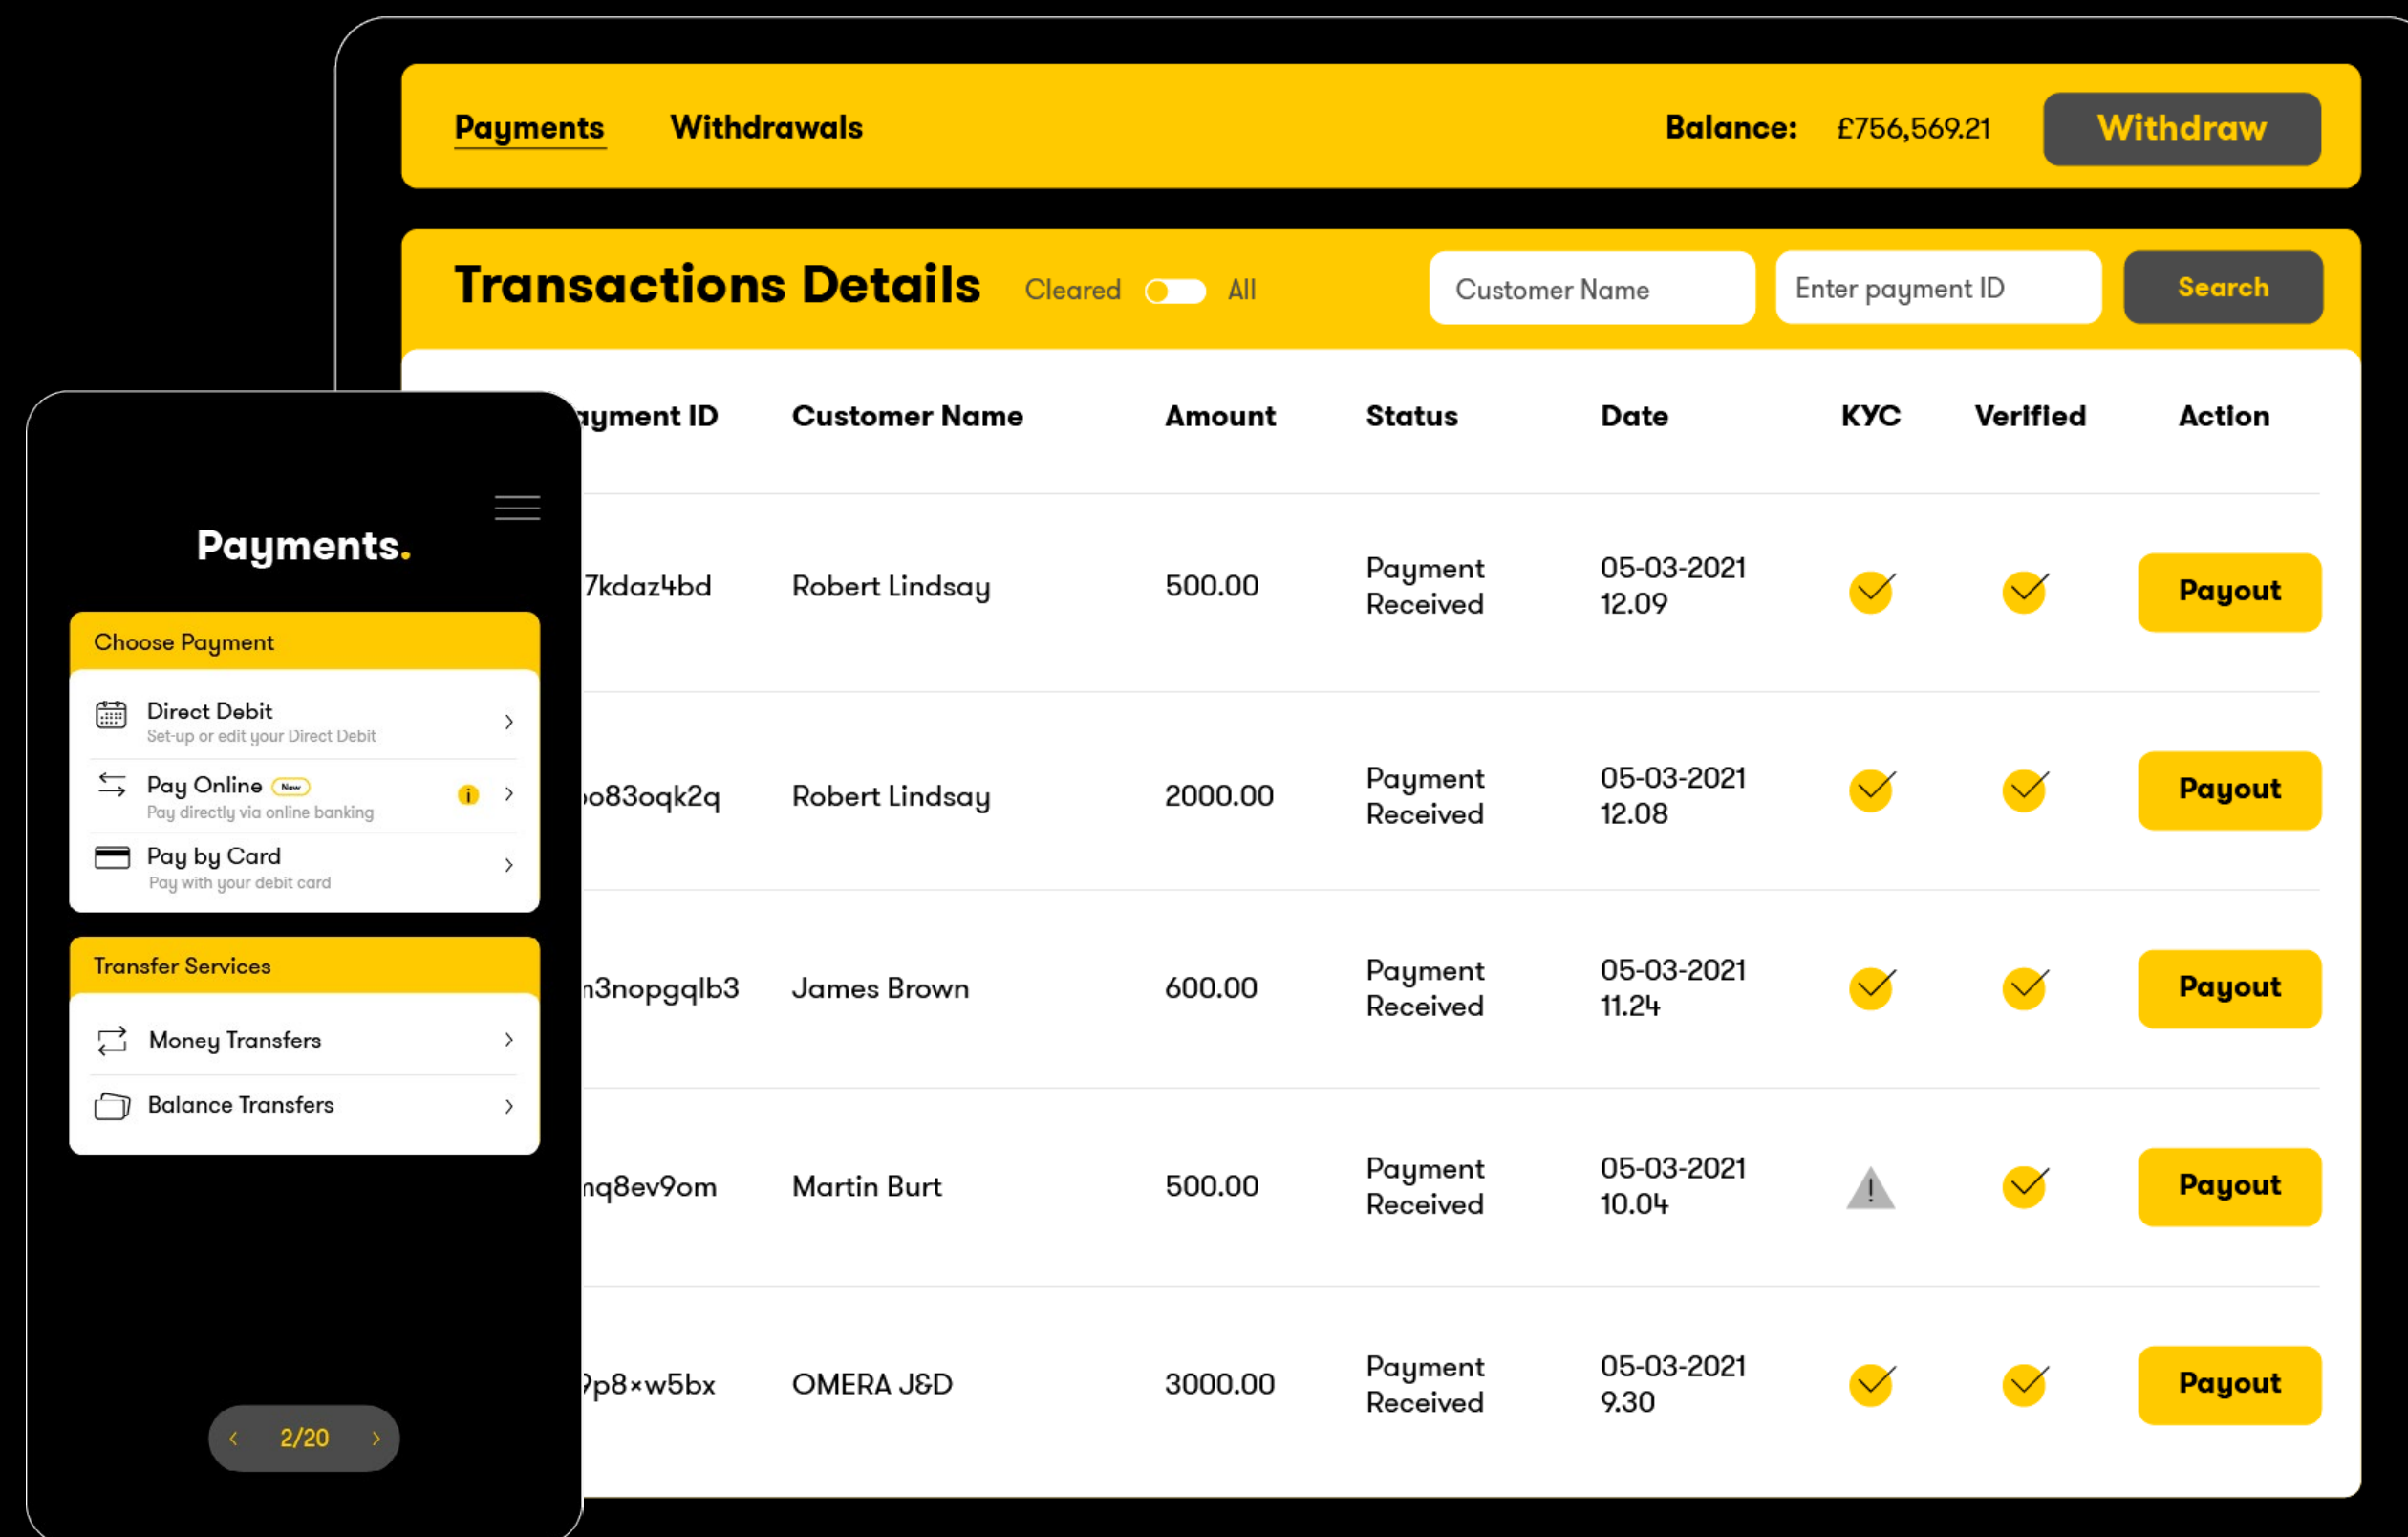 Payments Withdrawals Balance: £756,569.21 Withdraw
Transactions Details Cleared All Customer Name Enter payment ID Search
ayment ID Customer Name Amount Status Date KYC Verified Action
7kdaz4bd Robert Lindsay 500.00 Payment Received 05-03-2021 12.09 Payout
o83oqk2q Robert Lindsay 2000.00 Payment Received 05-03-2021 12.08 Payout
3nopgqlb3 James Brown 600.00 Payment Received 05-03-2021 11.24 Payout
q8ev9om Martin Burt 500.00 Payment Received 05-03-2021 10.04 Payout
p8×w5bx OMERA J&D 3000.00 Payment Received 05-03-2021 9.30 Payout
Payments.
Choose Payment
Direct Debit
Set-up or edit your Direct Debit
Pay Online New i
Pay directly via online banking
Pay by Card
Pay with your debit card
Transfer Services
Money Transfers
Balance Transfers
2/20